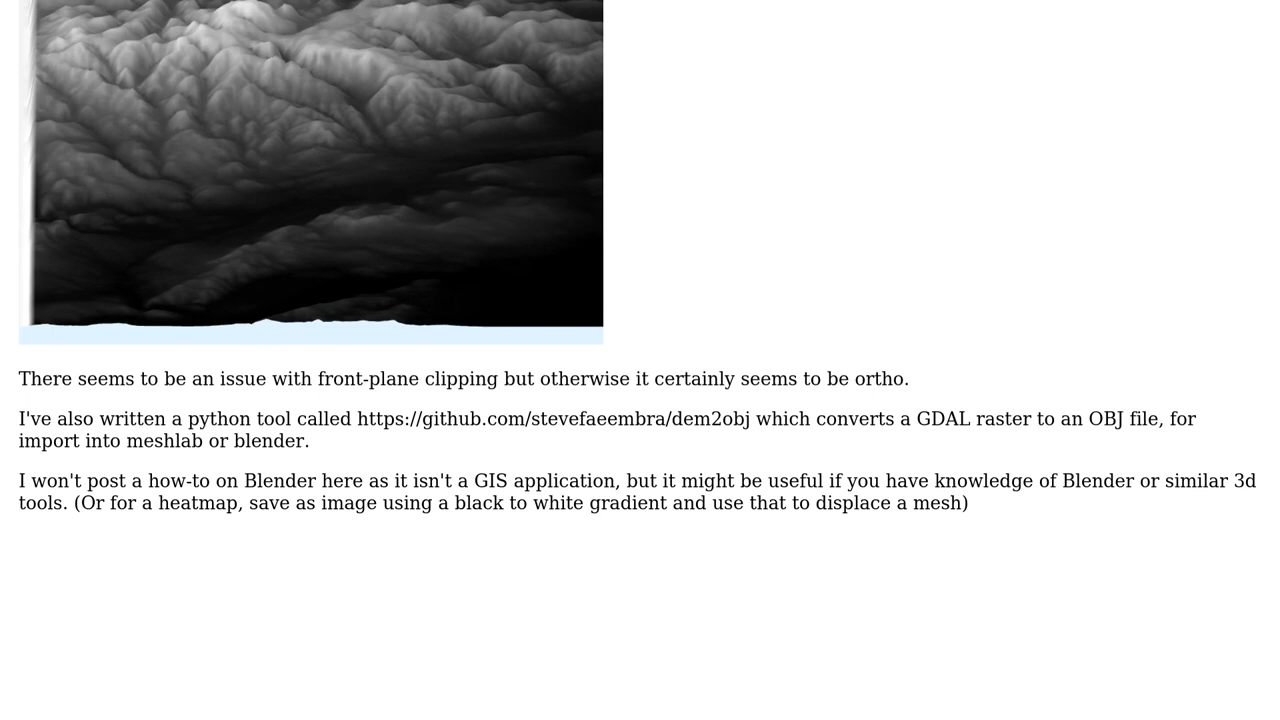 There seems to be an issue with front-plane clipping but otherwise it certainly seems to be ortho.
I've also written a python tool called https://github.com/stevefaeembra/dem2obj which converts a GDAL raster to an OBJ file, for
import into meshlab or blender.
I won't post a how-to on Blender here as it isn't a GIS application, but it might be useful if you have knowledge of Blender or similar 3d
tools. (Or for a heatmap, save as image using a black to white gradient and use that to displace a mesh)